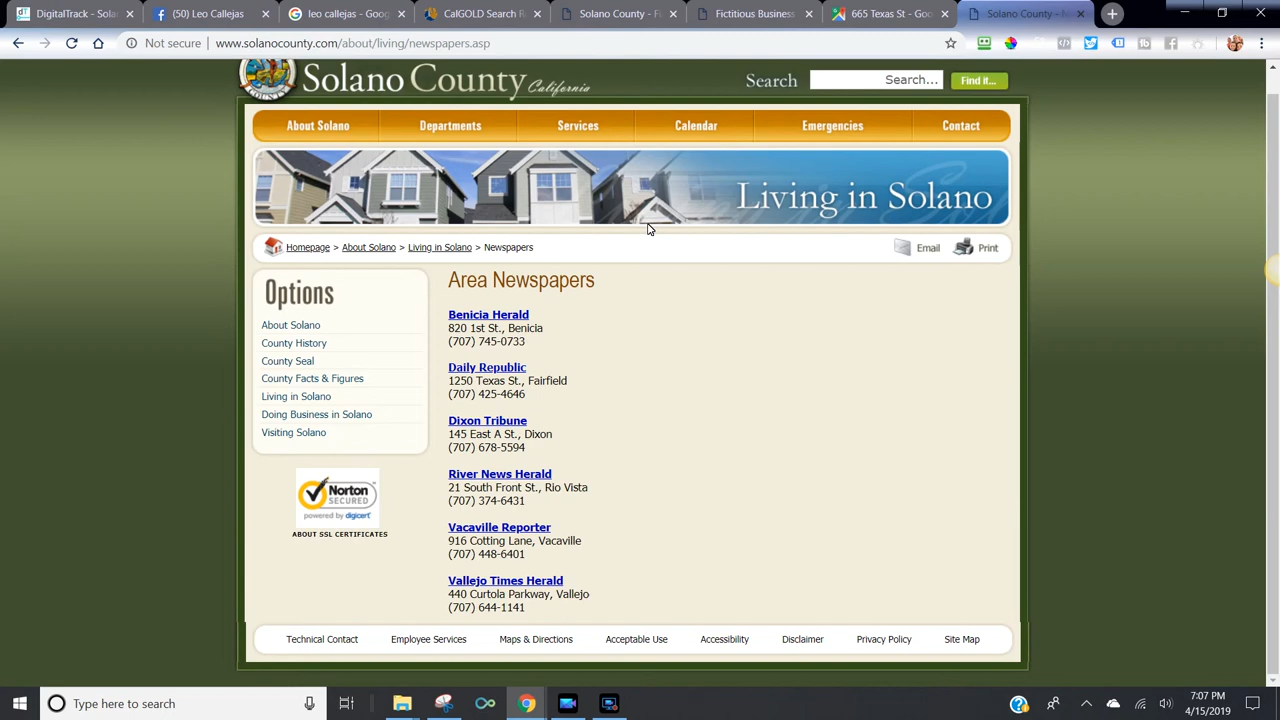 DigitalTrack - So
(50) Leo Callejas
leo callejas - Google
CalGOLD Search R
Solano County - Fi
Fictitious Business
665 Texas St - Goo
Solano County -
Not secure | www.solanocounty.com/about/living/newspapers.asp
Solano County California
Search
Search...
Find it...
About Solano
Departments
Services
Calendar
Emergencies
Contact
Living in Solano
Homepage > About Solano > Living in Solano > Newspapers
Email
Print
Options
About Solano
County History
County Seal
County Facts & Figures
Living in Solano
Doing Business in Solano
Visiting Solano
Norton
SECURED
powered by digicert
ABOUT SSL CERTIFICATES
Area Newspapers
Benicia Herald
820 1st St., Benicia
(707) 745-0733
Daily Republic
1250 Texas St., Fairfield
(707) 425-4646
Dixon Tribune
145 East A St., Dixon
(707) 678-5594
River News Herald
21 South Front St., Rio Vista
(707) 374-6431
Vacaville Reporter
916 Cotting Lane, Vacaville
(707) 448-6401
Vallejo Times Herald
440 Curtola Parkway, Vallejo
(707) 644-1141
Technical Contact
Employee Services
Maps & Directions
Acceptable Use
Accessibility
Disclaimer
Privacy Policy
Site Map
Type here to search
7:07 PM
4/15/2019